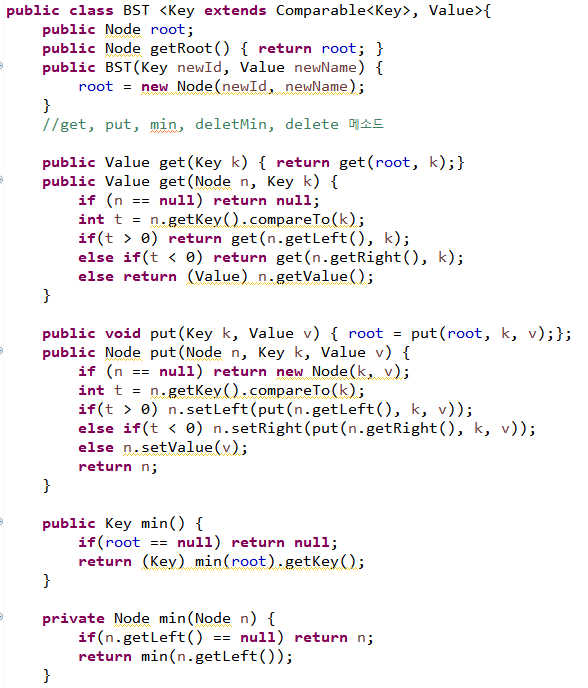 public class BST <Key extends Comparable<Key>, Value>{
    public Node root;
    public Node getRoot() { return root; }
    public BST(Key newId, Value newName) {
        root = new Node(newId, newName);
    }
    //get, put, min, deletMin, delete 메소드

    public Value get(Key k) { return get(root, k);}
    public Value get(Node n, Key k) {
        if (n == null) return null;
        int t = n.getKey().compareTo(k);
        if(t > 0) return get(n.getLeft(), k);
        else if(t < 0) return get(n.getRight(), k);
        else return (Value) n.getValue();
    }

    public void put(Key k, Value v) { root = put(root, k, v);};
    public Node put(Node n, Key k, Value v) {
        if (n == null) return new Node(k, v);
        int t = n.getKey().compareTo(k);
        if(t > 0) n.setLeft(put(n.getLeft(), k, v));
        else if(t < 0) n.setRight(put(n.getRight(), k, v));
        else n.setValue(v);
        return n;
    }

    public Key min() {
        if(root == null) return null;
        return (Key) min(root).getKey();
    }

    private Node min(Node n) {
        if(n.getLeft() == null) return n;
        return min(n.getLeft());
    }